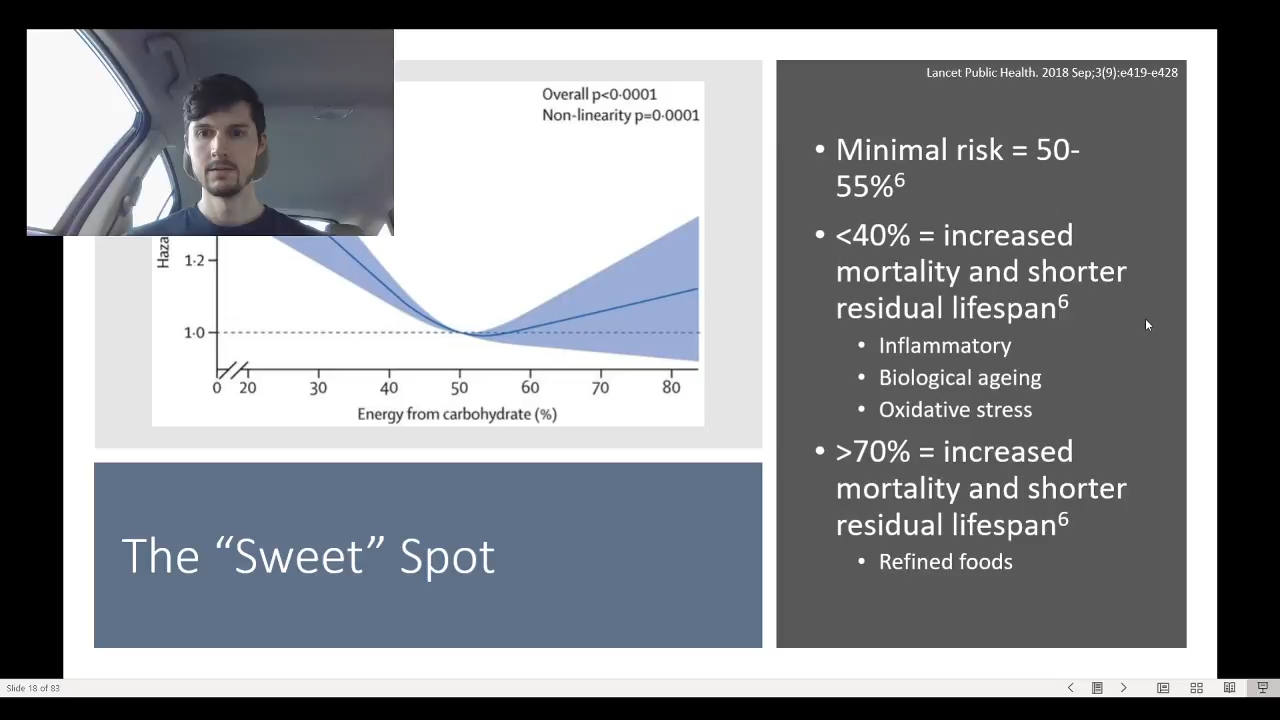 Lancet Public Health. 2018 Sep;3(9):e419-e428
Overall p<0·0001
Non-linearity p=0·0001
Haza
1·2
1·0
0 20 30 40 50 60 70 80
Energy from carbohydrate (%)
The “Sweet” Spot
• Minimal risk = 50-
55%⁶
• <40% = increased
mortality and shorter
residual lifespan⁶
• Inflammatory
• Biological ageing
• Oxidative stress
• >70% = increased
mortality and shorter
residual lifespan⁶
• Refined foods
Slide 18 of 83